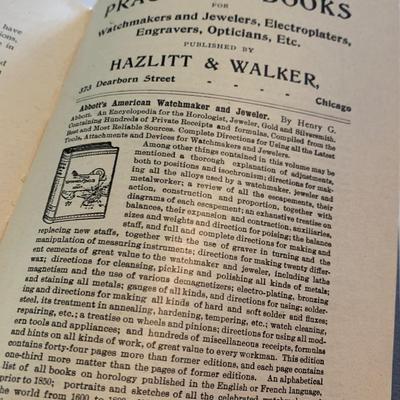 have
PRACTICAL BOOKS
FOR
Watchmakers and Jewelers, Electroplaters,
Engravers, Opticians, Etc.
PUBLISHED BY
HAZLITT & WALKER,
373 Dearborn Street - - - - Chicago
Abbott's American Watchmaker and Jeweler. By Henry G.
Abbott. An Encyclopedia for the Horologist, Jeweler, Gold and Silversmith.
Containing Hundreds of Private Receipts and formulas, Compiled from the
Best and Most Reliable Sources. Complete Directions for Using all the Latest
Tools, Attachments and Devices for Watchmakers and Jewelers.
Among other things contained in this volume may be
mentioned a thorough explanation of adjustments,
both to positions and isochronism; directions for mak-
ing all the alloys used by a watchmaker, jeweler and
metalworker; a review of all the escapements, their
action, construction and proportion, together with
diagrams of each escapement; an exhaustive treatise on
balances, their expansion and contraction, auxiliaries,
sizes and weights and direction for poising; the balance
staff, and full and complete directions for making and
replacing new staffs, together with the use of graver in turning and the
manipulation of measuring instruments; directions for making twenty differ-
ent cements of great value to the watchmaker and jeweler, including lathe
wax; directions for cleansing, pickling and polishing all kinds of metals;
magnetism and the use of various demagnetizers; electro-plating, bronzing
and staining all metals; ganges of all kinds, and directions for using; solder-
ing and directions for making all kinds of hard and soft solder and fluxes;
steel, its treatment in annealing, hardening, tempering, etc.; watch cleaning,
repairing, etc.; a treatise on wheels and pinions; directions for using all mod-
ern tools and appliances; and hundreds of miscellaneous receipts, formulas
and hints on all kinds of work, of great value to every workman. This edition
contains forty-four pages more than former editions, and each page contains
one-third more matter than the pages of former editions. An alphabetical
list of all books on horology published in the English or French language,
prior to 1850; portraits and sketches of all the celebrated
the world from 1600 to